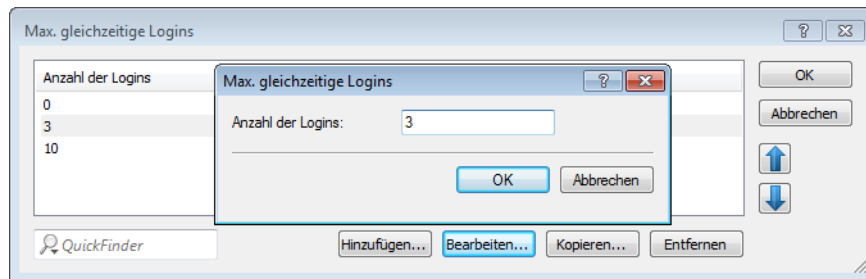 Max. gleichzeitige Logins
Anzahl der Logins
0
3
10
Max. gleichzeitige Logins
Anzahl der Logins: 3
OK Abbrechen
OK
Abbrechen
QuickFinder
Hinzufügen... Bearbeiten... Kopieren... Entfernen